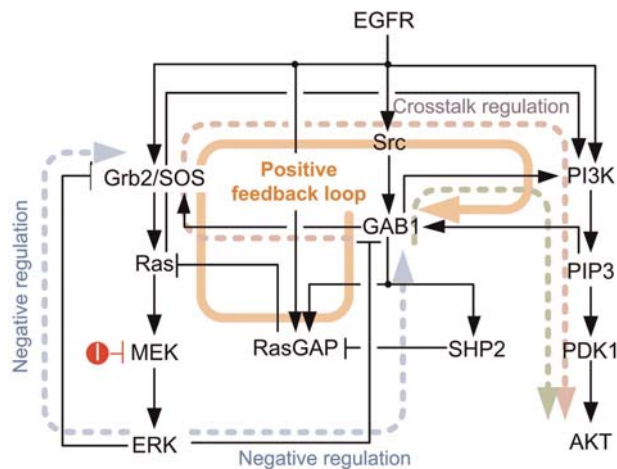 EGFR
Crosstalk regulation
Src
Grb2/SOS
Positive
feedback loop
PI3K
GAB1
Ras
PIP3
Negative regulation
I
MEK
RasGAP
SHP2
PDK1
ERK
AKT
Negative regulation